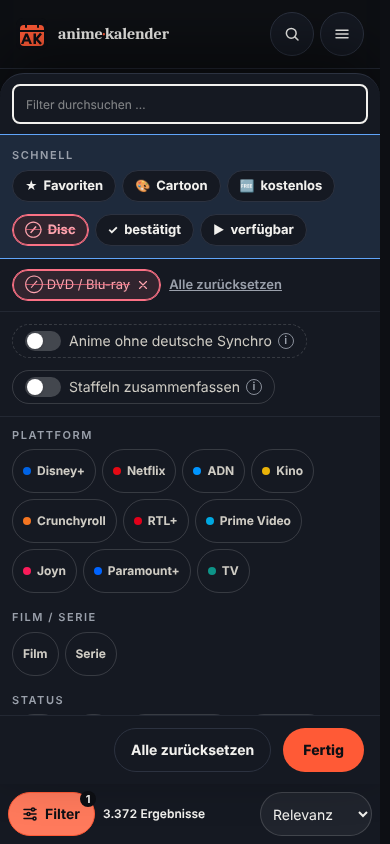 AK anime·kalender
Filter durchsuchen ...
SCHNELL
★ Favoriten 🎨 Cartoon 🆓 kostenlos
Disc ✓ bestätigt ▶ verfügbar
DVD / Blu-ray × Alle zurücksetzen
Anime ohne deutsche Synchro i
Staffeln zusammenfassen i
PLATTFORM
Disney+ Netflix ADN Kino
Crunchyroll RTL+ Prime Video
Joyn Paramount+ TV
FILM / SERIE
Film Serie
STATUS
Alle zurücksetzen Fertig
Filter 1 3.372 Ergebnisse Relevanz